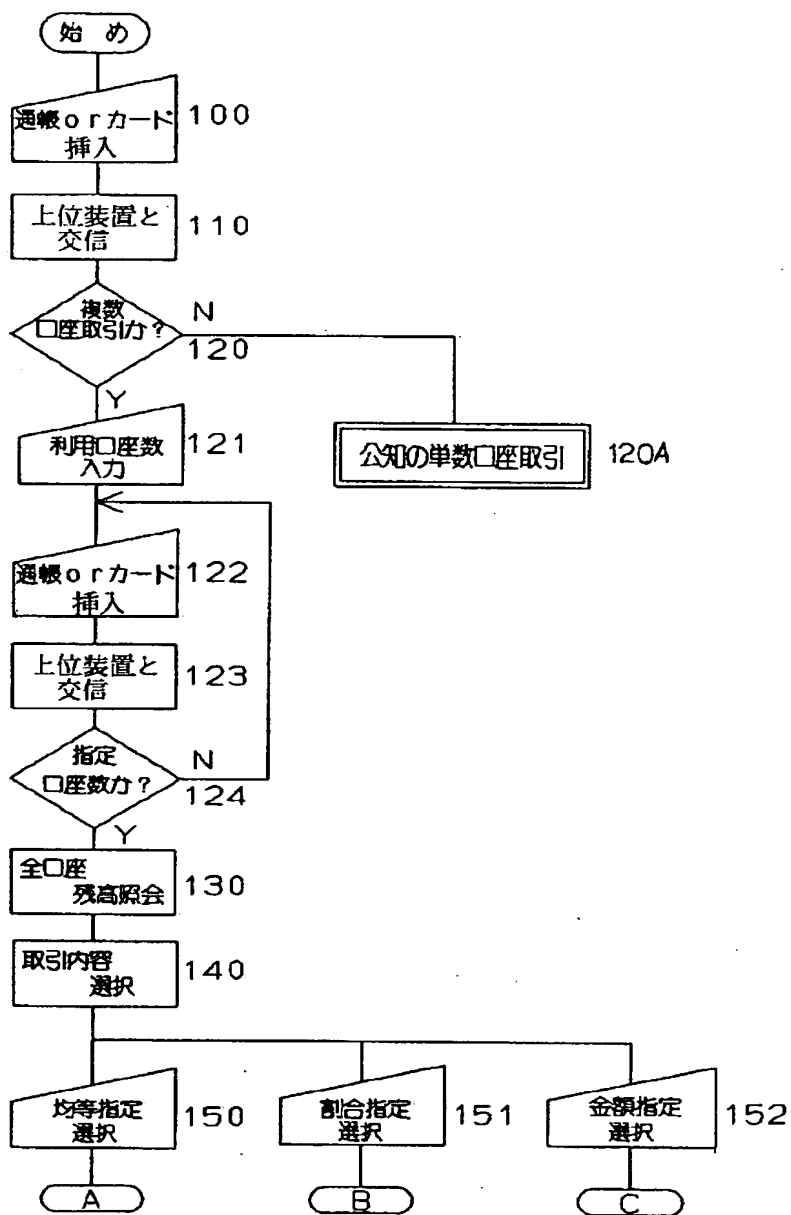 始 め
通帳orカード
挿入
100
上位装置と
交信
110
複数
口座取引か?
N
120
Y
利用口座数
入力
121
公知の単数口座取引
120A
通帳orカード
挿入
122
上位装置と
交信
123
指定
口座数か?
N
124
Y
全口座
残高照会
130
取引内容
選択
140
均等指定
選択
150
割合指定
選択
151
金額指定
選択
152
A
B
C